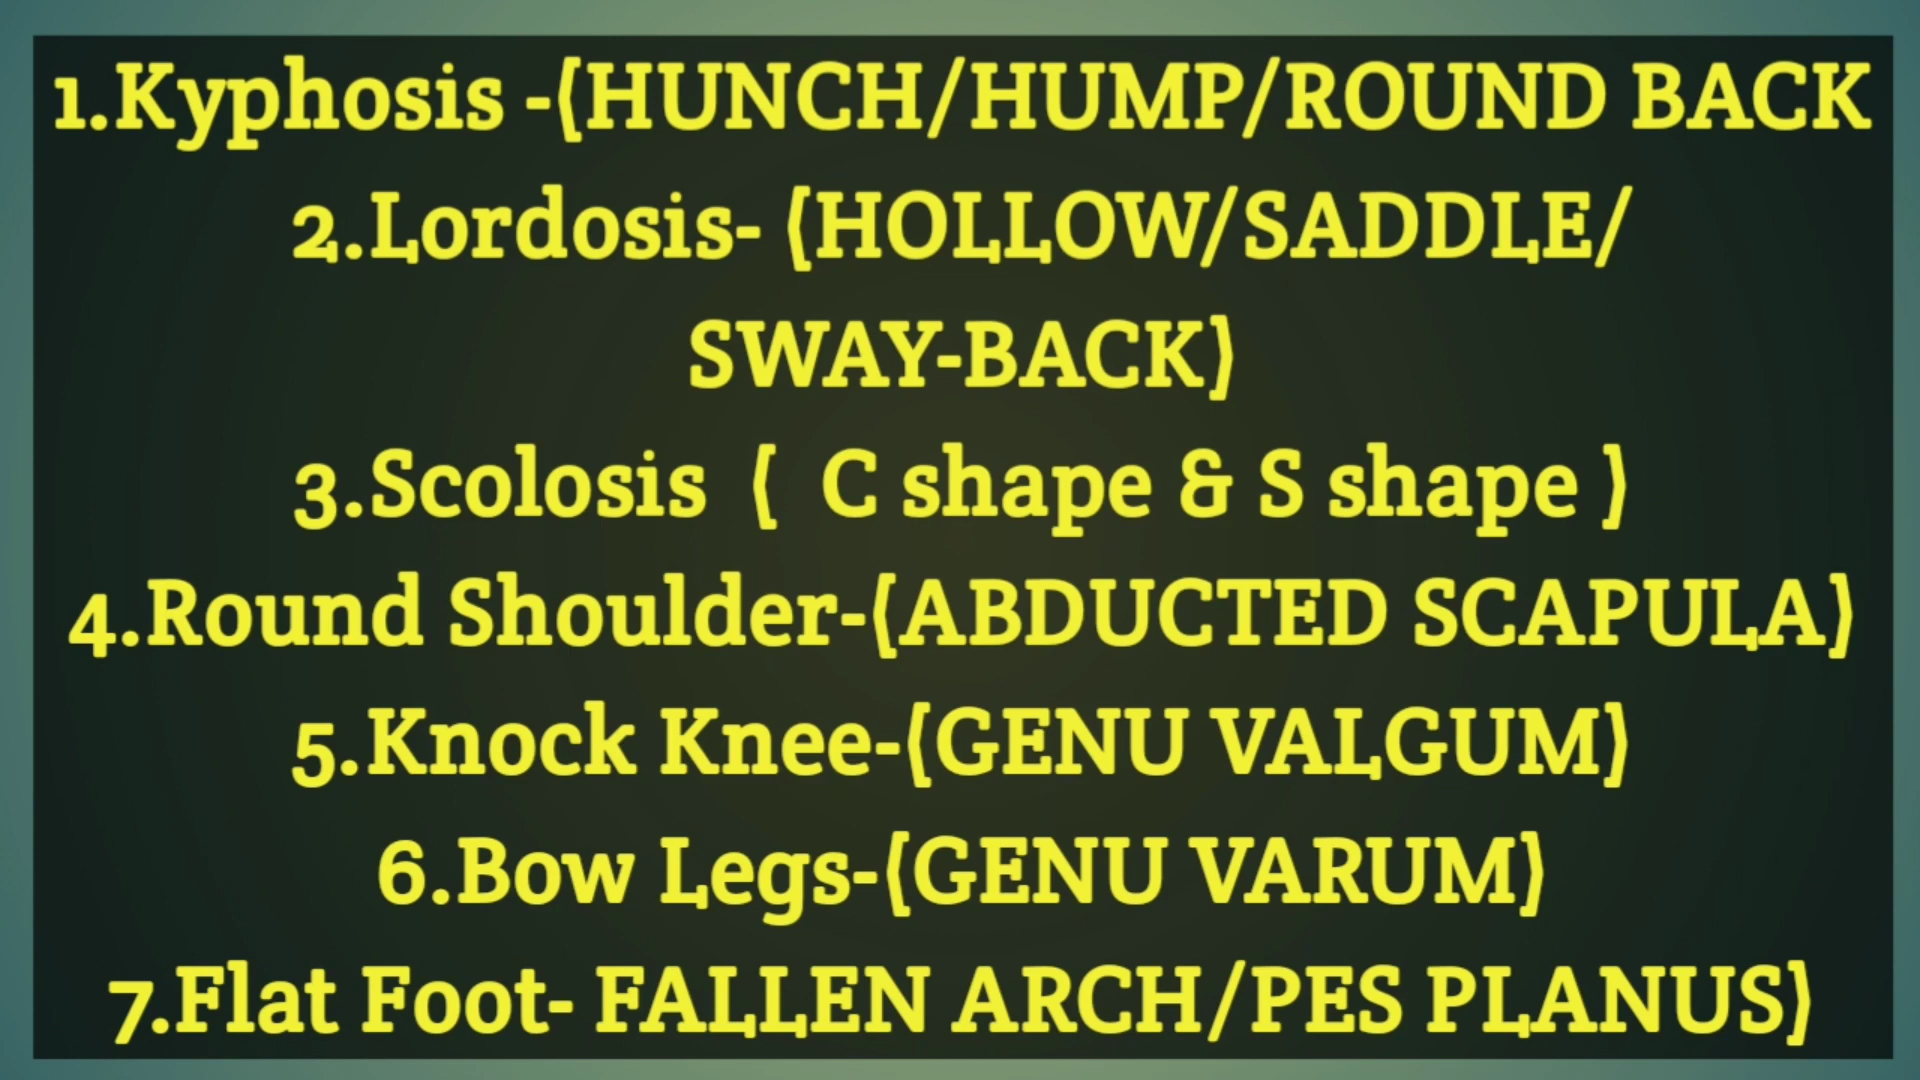 1.Kyphosis -(HUNCH/HUMP/ROUND BACK
2.Lordosis- (HOLLOW/SADDLE/
SWAY-BACK)
3.Scolosis ( C shape & S shape )
4.Round Shoulder-(ABDUCTED SCAPULA)
5.Knock Knee-(GENU VALGUM)
6.Bow Legs-(GENU VARUM)
7.Flat Foot- FALLEN ARCH/PES PLANUS)